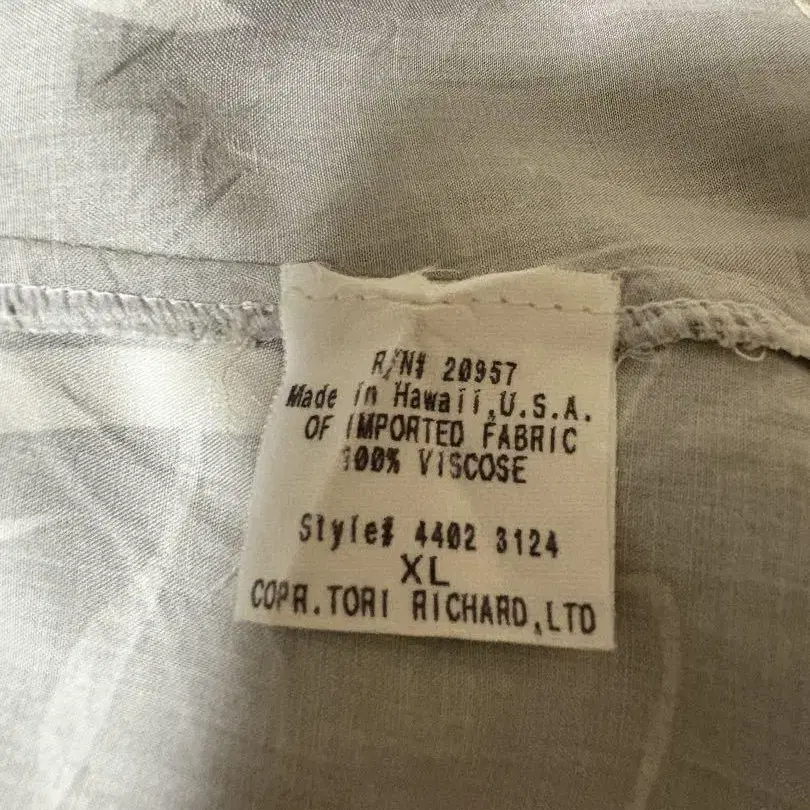 R/N# 20957
Made in Hawaii,U.S.A.
OF IMPORTED FABRIC
100% VISCOSE
Style# 4402 3124
XL
COPR.TORI RICHARD,LTD